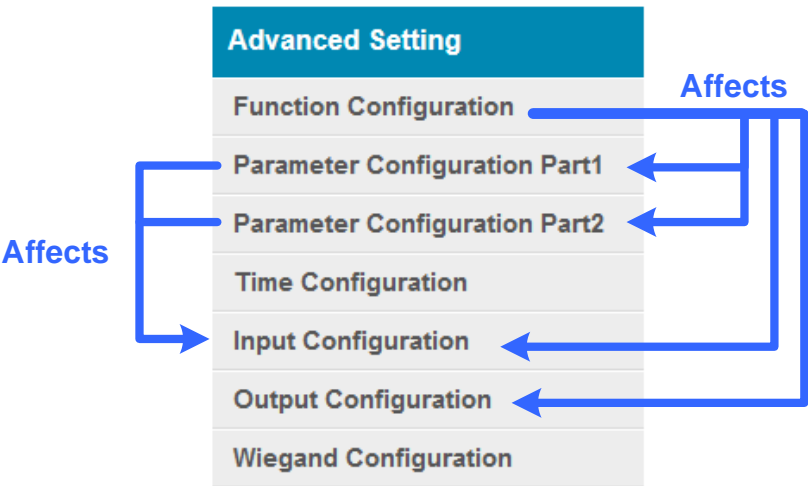 Advanced Setting
Affects
Function Configuration
Parameter Configuration Part1
Parameter Configuration Part2
Affects
Time Configuration
Input Configuration
Output Configuration
Wiegand Configuration